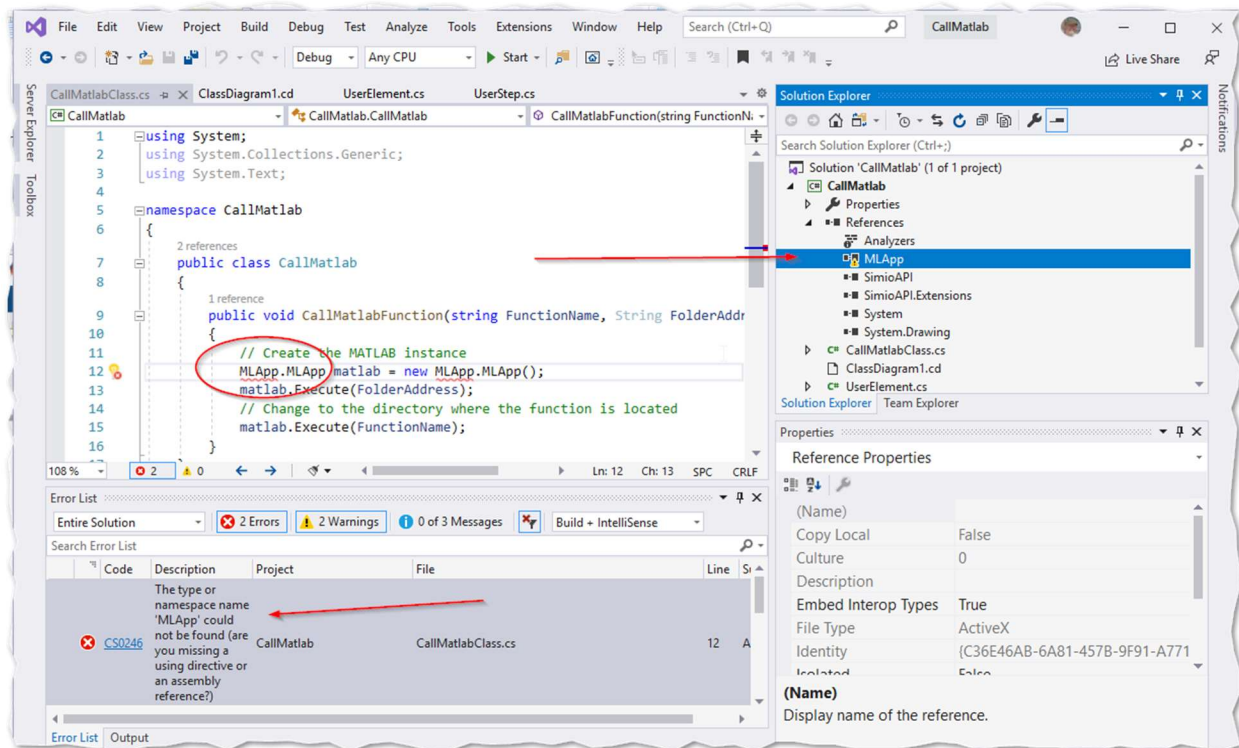 File Edit View Project Build Debug Test Analyze Tools Extensions Window Help Search (Ctrl+Q) CallMatlab
Debug Any CPU Start Live Share
Server Explorer
Toolbox
CallMatlabClass.cs ClassDiagram1.cd UserElement.cs UserStep.cs
CallMatlab CallMatlab.CallMatlab CallMatlabFunction(string FunctionNa
1 using System;
2 using System.Collections.Generic;
3 using System.Text;
4
5 namespace CallMatlab
6 {
2 references
7 public class CallMatlab
8 {
1 reference
9 public void CallMatlabFunction(string FunctionName, String FolderAddr
10 {
11 // Create the MATLAB instance
12 MLApp.MLApp matlab = new MLApp.MLApp();
13 matlab.Execute(FolderAddress);
14 // Change to the directory where the function is located
15 matlab.Execute(FunctionName);
16 }
108 % 2 0 Ln: 12 Ch: 13 SPC CRLF
Error List
Entire Solution 2 Errors 2 Warnings 0 of 3 Messages Build + IntelliSense
Search Error List
Code Description Project File Line
The type or
namespace name
'MLApp' could
not be found (are
CS0246 CallMatlab CallMatlabClass.cs 12
you missing a
using directive or
an assembly
reference?)
Error List Output
Solution Explorer
Search Solution Explorer (Ctrl+;)
Solution 'CallMatlab' (1 of 1 project)
C# CallMatlab
Properties
References
Analyzers
MLApp
SimioAPI
SimioAPI.Extensions
System
System.Drawing
C# CallMatlabClass.cs
ClassDiagram1.cd
C# UserElement.cs
Solution Explorer Team Explorer
Properties
Reference Properties
(Name)
Copy Local False
Culture 0
Description
Embed Interop Types True
File Type ActiveX
Identity {C36E46AB-6A81-457B-9F91-A771
Isolated False
(Name)
Display name of the reference.
Notifications